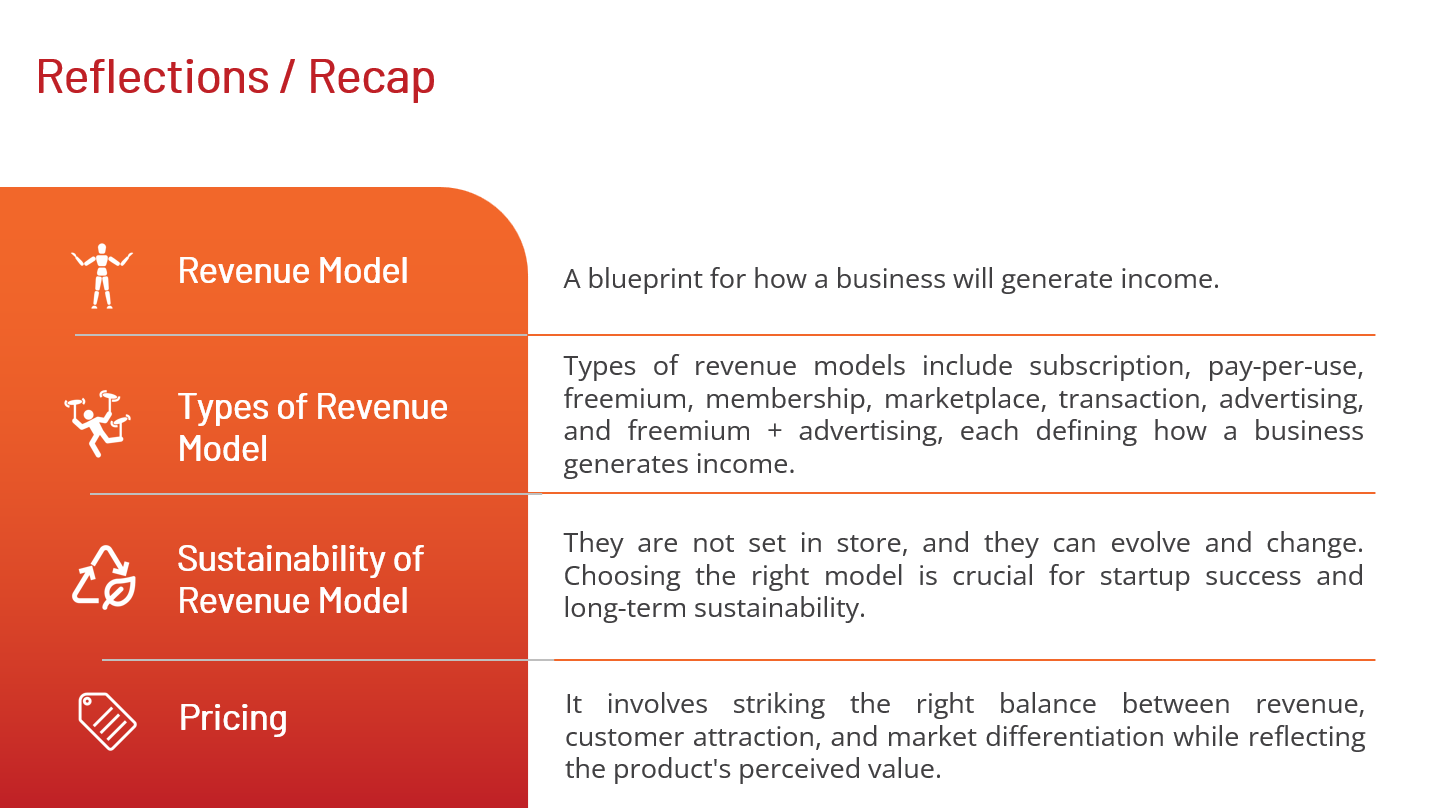 Reflections / Recap
Revenue Model
A blueprint for how a business will generate income.
Types of Revenue
Model
Types of revenue models include subscription, pay-per-use,
freemium, membership, marketplace, transaction, advertising,
and freemium + advertising, each defining how a business
generates income.
Sustainability of
Revenue Model
They are not set in store, and they can evolve and change.
Choosing the right model is crucial for startup success and
long-term sustainability.
Pricing
It involves striking the right balance between revenue,
customer attraction, and market differentiation while reflecting
the product's perceived value.